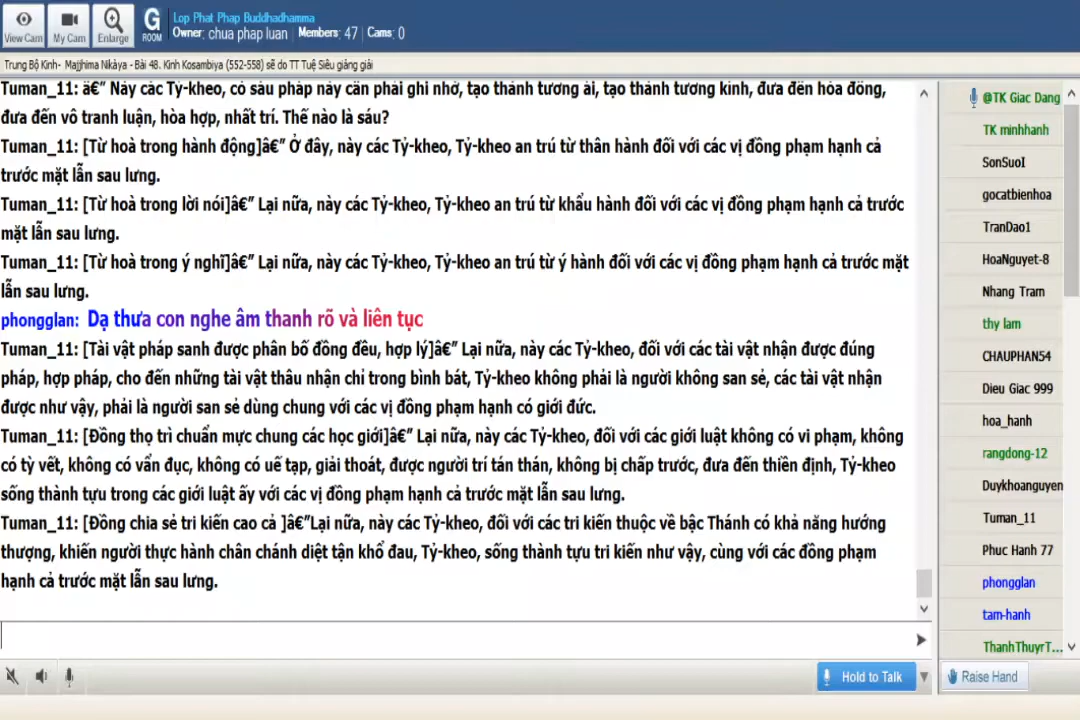 View Cam
My Cam
Enlarge
G
ROOM
Lop Phat Phap Buddhadhamma
Owner: chua phap luan Members: 47 Cams: 0
Trung Bộ Kinh- Majjhima Nikàya - Bài 48. Kinh Kosambiya (552-558) sẽ do TT Tuệ Siêu giảng giải
Tuman_11: â€” Này các Tỷ-kheo, có sáu pháp này cần phải ghi nhớ, tạo thành tương ái, tạo thành tương kính, đưa đến hòa đồng,
đưa đến vô tranh luận, hòa hợp, nhất trí. Thế nào là sáu?
Tuman_11: [Từ hoà trong hành động]â€” Ở đây, này các Tỷ-kheo, Tỷ-kheo an trú từ thân hành đối với các vị đồng phạm hạnh cả
trước mặt lẫn sau lưng.
Tuman_11: [Từ hoà trong lời nói]â€” Lại nữa, này các Tỷ-kheo, Tỷ-kheo an trú từ khẩu hành đối với các vị đồng phạm hạnh cả trước
mặt lẫn sau lưng.
Tuman_11: [Từ hoà trong ý nghĩ]â€” Lại nữa, này các Tỷ-kheo, Tỷ-kheo an trú từ ý hành đối với các vị đồng phạm hạnh cả trước mặt
lẫn sau lưng.
phongglan: Dạ thưa con nghe âm thanh rõ và liên tục
Tuman_11: [Tài vật pháp sanh được phân bố đồng đều, hợp lý]â€” Lại nữa, này các Tỷ-kheo, đối với các tài vật nhận được đúng
pháp, hợp pháp, cho đến những tài vật thâu nhận chỉ trong bình bát, Tỷ-kheo không phải là người không san sẻ, các tài vật nhận
được như vậy, phải là người san sẻ dùng chung với các vị đồng phạm hạnh có giới đức.
Tuman_11: [Đồng thọ trì chuẩn mực chung các học giới]â€” Lại nữa, này các Tỷ-kheo, đối với các giới luật không có vi phạm, không
có tỳ vết, không có vẩn đục, không có uế tạp, giải thoát, được người trí tán thán, không bị chấp trước, đưa đến thiền định, Tỷ-kheo
sống thành tựu trong các giới luật ấy với các vị đồng phạm hạnh cả trước mặt lẫn sau lưng.
Tuman_11: [Đồng chia sẻ tri kiến cao cả ]â€”Lại nữa, này các Tỷ-kheo, đối với các tri kiến thuộc về bậc Thánh có khả năng hướng
thượng, khiến người thực hành chân chánh diệt tận khổ đau, Tỷ-kheo, sống thành tựu tri kiến như vậy, cùng với các đồng phạm
hạnh cả trước mặt lẫn sau lưng.
@TK Giac Dang
TK minhhanh
SonSuoI
gocatbienhoa
TranDao1
HoaNguyet-8
Nhang Tram
thy lam
CHAUPHAN54
Dieu Giac 999
hoa_hanh
rangdong-12
Duykhoanguyen
Tuman_11
Phuc Hanh 77
phongglan
tam-hanh
ThanhThuyrT...
Hold to Talk
Raise Hand